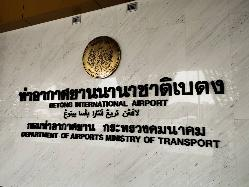 ท่าอากาศยานนานาชาติเบตง
BETONG INTERNATIONAL AIRPORT
กรมท่าอากาศยาน กระทรวงคมนาคม
DEPARTMENT OF AIRPORTS MINISTRY OF TRANSPORT